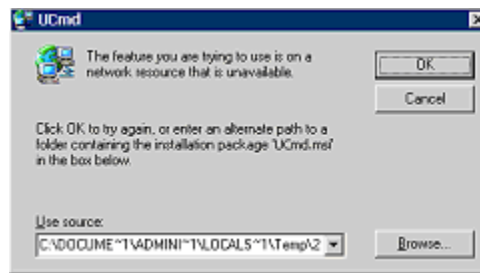 UCmd
The feature you are trying to use is on a
network resource that is unavailable.
OK
Cancel
Click OK to try again, or enter an alternate path to a
folder containing the installation package 'UCmd.msi'
in the box below.
Use source:
C:\DOCUME~1\ADMINI~1\LOCALS~1\Temp\2
Browse...